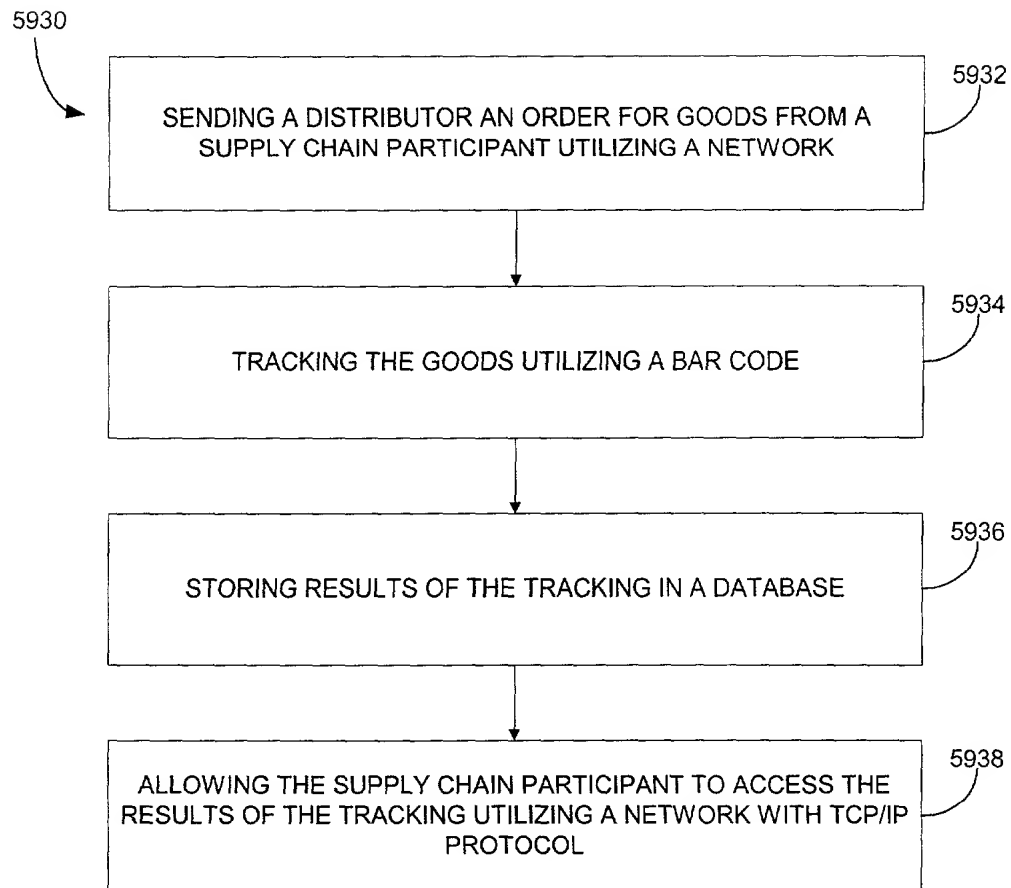 5930
5932
SENDING A DISTRIBUTOR AN ORDER FOR GOODS FROM A
SUPPLY CHAIN PARTICIPANT UTILIZING A NETWORK
5934
TRACKING THE GOODS UTILIZING A BAR CODE
5936
STORING RESULTS OF THE TRACKING IN A DATABASE
5938
ALLOWING THE SUPPLY CHAIN PARTICIPANT TO ACCESS THE
RESULTS OF THE TRACKING UTILIZING A NETWORK WITH TCP/IP
PROTOCOL